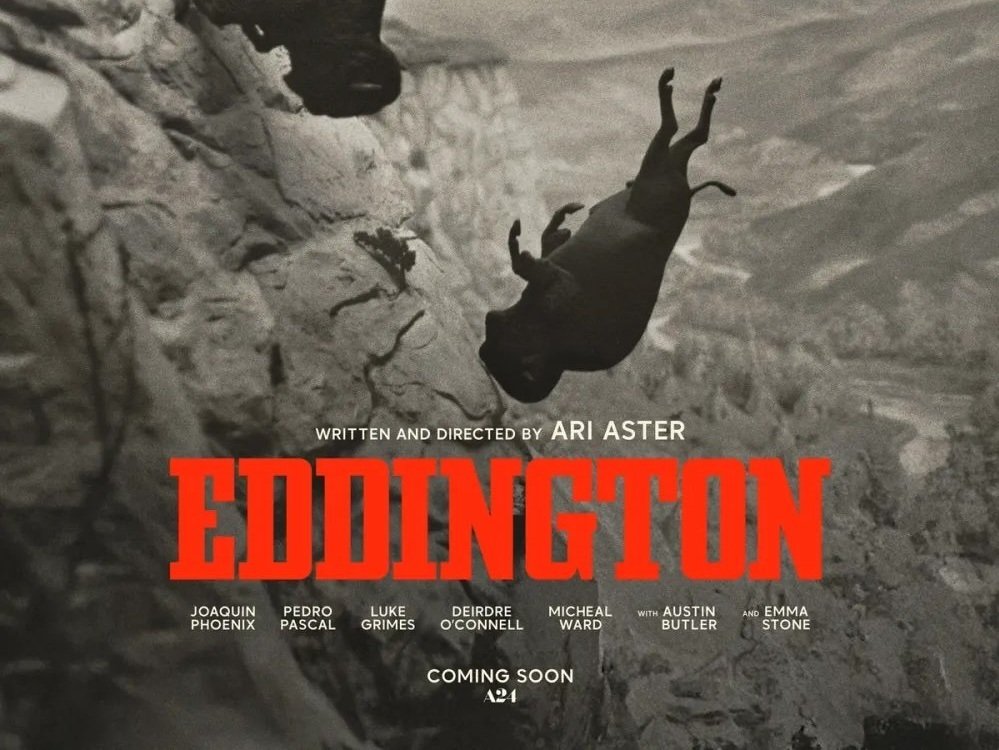 WRITTEN AND DIRECTED BY ARI ASTER
EDDINGTON
JOAQUIN PHOENIX
PEDRO PASCAL
LUKE GRIMES
DEIRDRE O'CONNELL
MICHEAL WARD
WITH AUSTIN BUTLER
AND EMMA STONE
COMING SOON
A24